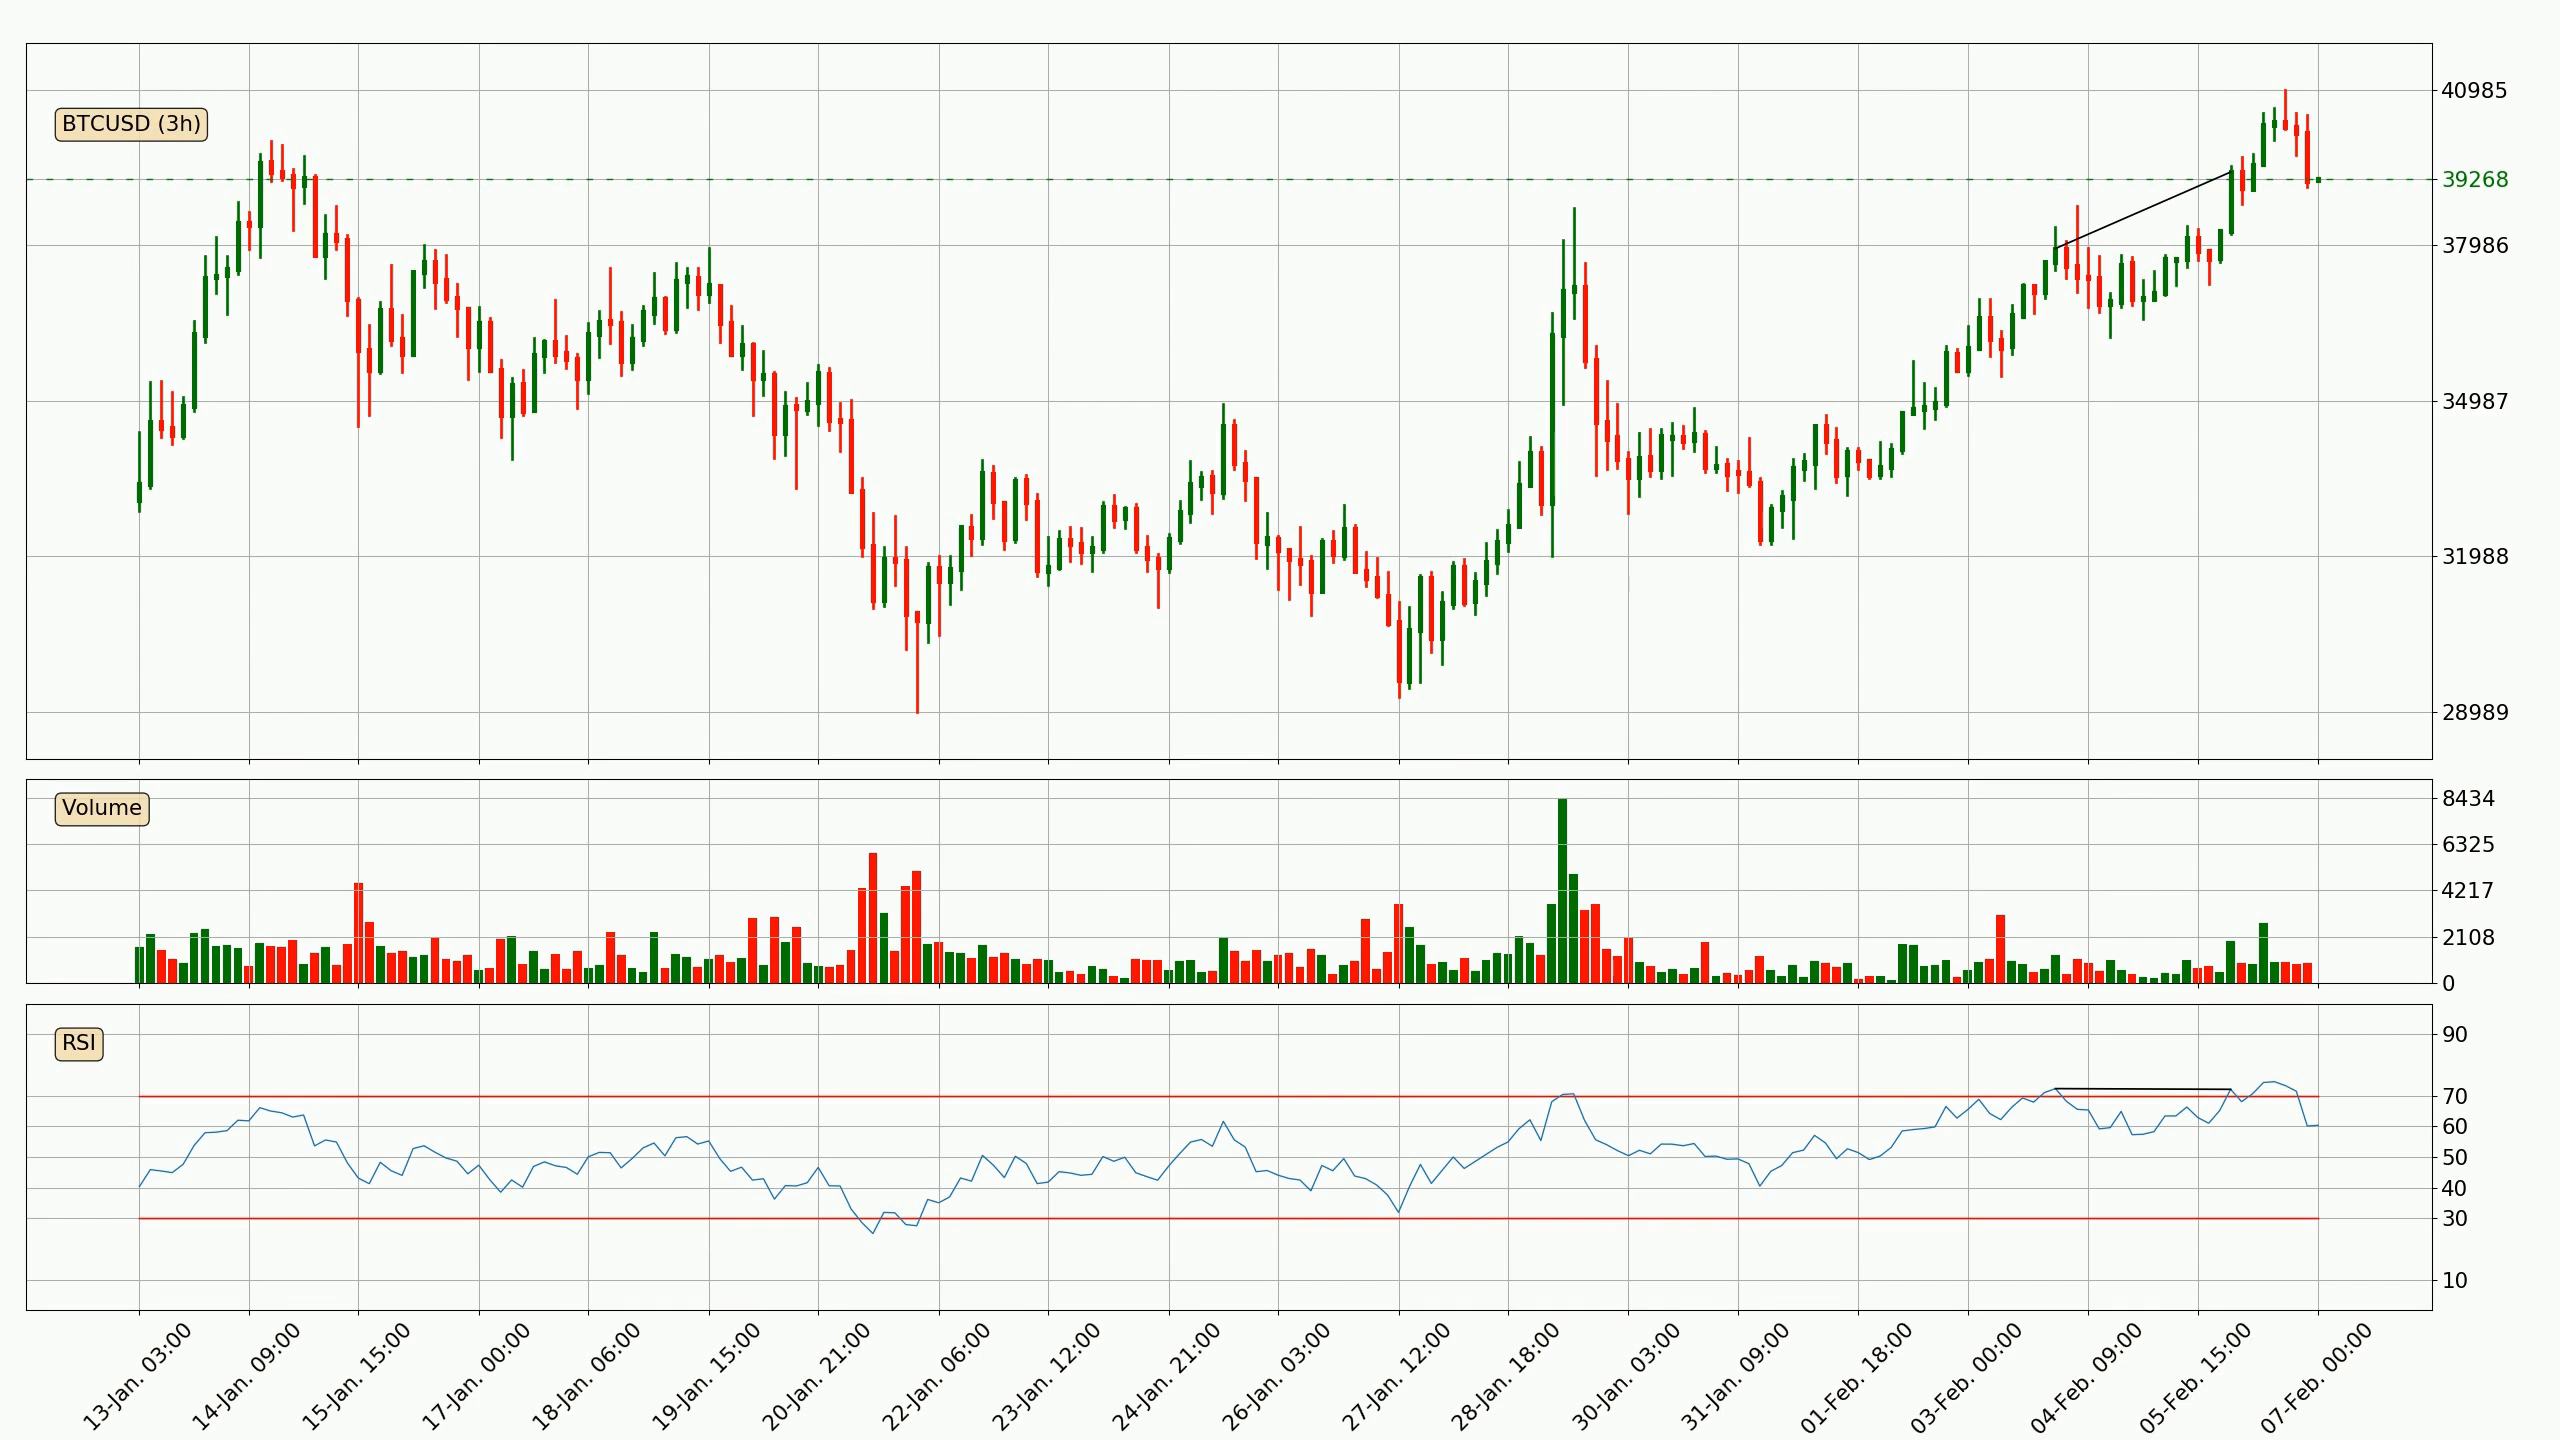 BTCUSD (3h)
40985
39268
37986
34987
31988
28989
Volume
8434
6325
4217
2108
0
RSI
90
70
60
50
40
30
10
13-Jan. 03:00
14-Jan. 09:00
15-Jan. 15:00
17-Jan. 00:00
18-Jan. 06:00
19-Jan. 15:00
20-Jan. 21:00
22-Jan. 06:00
23-Jan. 12:00
24-Jan. 21:00
26-Jan. 03:00
27-Jan. 12:00
28-Jan. 18:00
30-Jan. 03:00
31-Jan. 09:00
01-Feb. 18:00
03-Feb. 00:00
04-Feb. 09:00
05-Feb. 15:00
07-Feb. 00:00